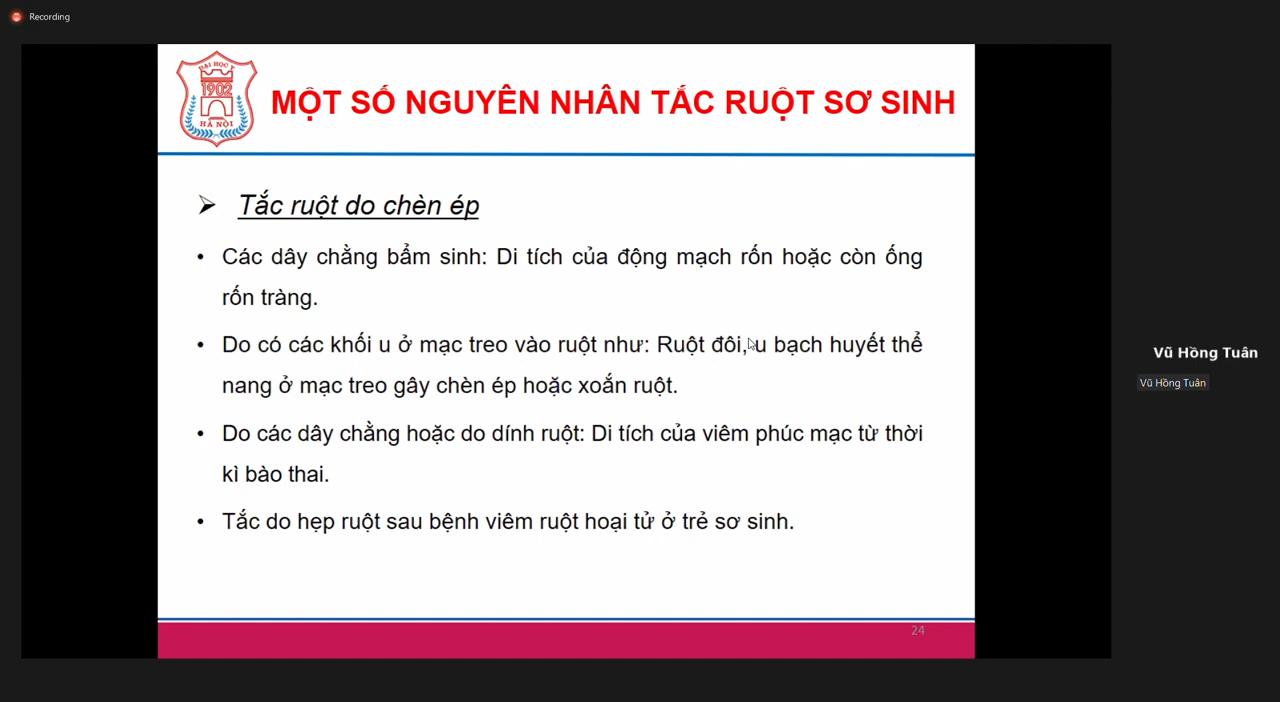 Recording
ĐẠI HỌC Y
1902
HÀ NỘI
MỘT SỐ NGUYÊN NHÂN TẮC RUỘT SƠ SINH
➢ Tắc ruột do chèn ép
• Các dây chằng bẩm sinh: Di tích của động mạch rốn hoặc còn ống
rốn tràng.
• Do có các khối u ở mạc treo vào ruột như: Ruột đôi, u bạch huyết thể
nang ở mạc treo gây chèn ép hoặc xoắn ruột.
• Do các dây chằng hoặc do dính ruột: Di tích của viêm phúc mạc từ thời
kì bào thai.
• Tắc do hẹp ruột sau bệnh viêm ruột hoại tử ở trẻ sơ sinh.
24
Vũ Hồng Tuân
Vũ Hồng Tuân